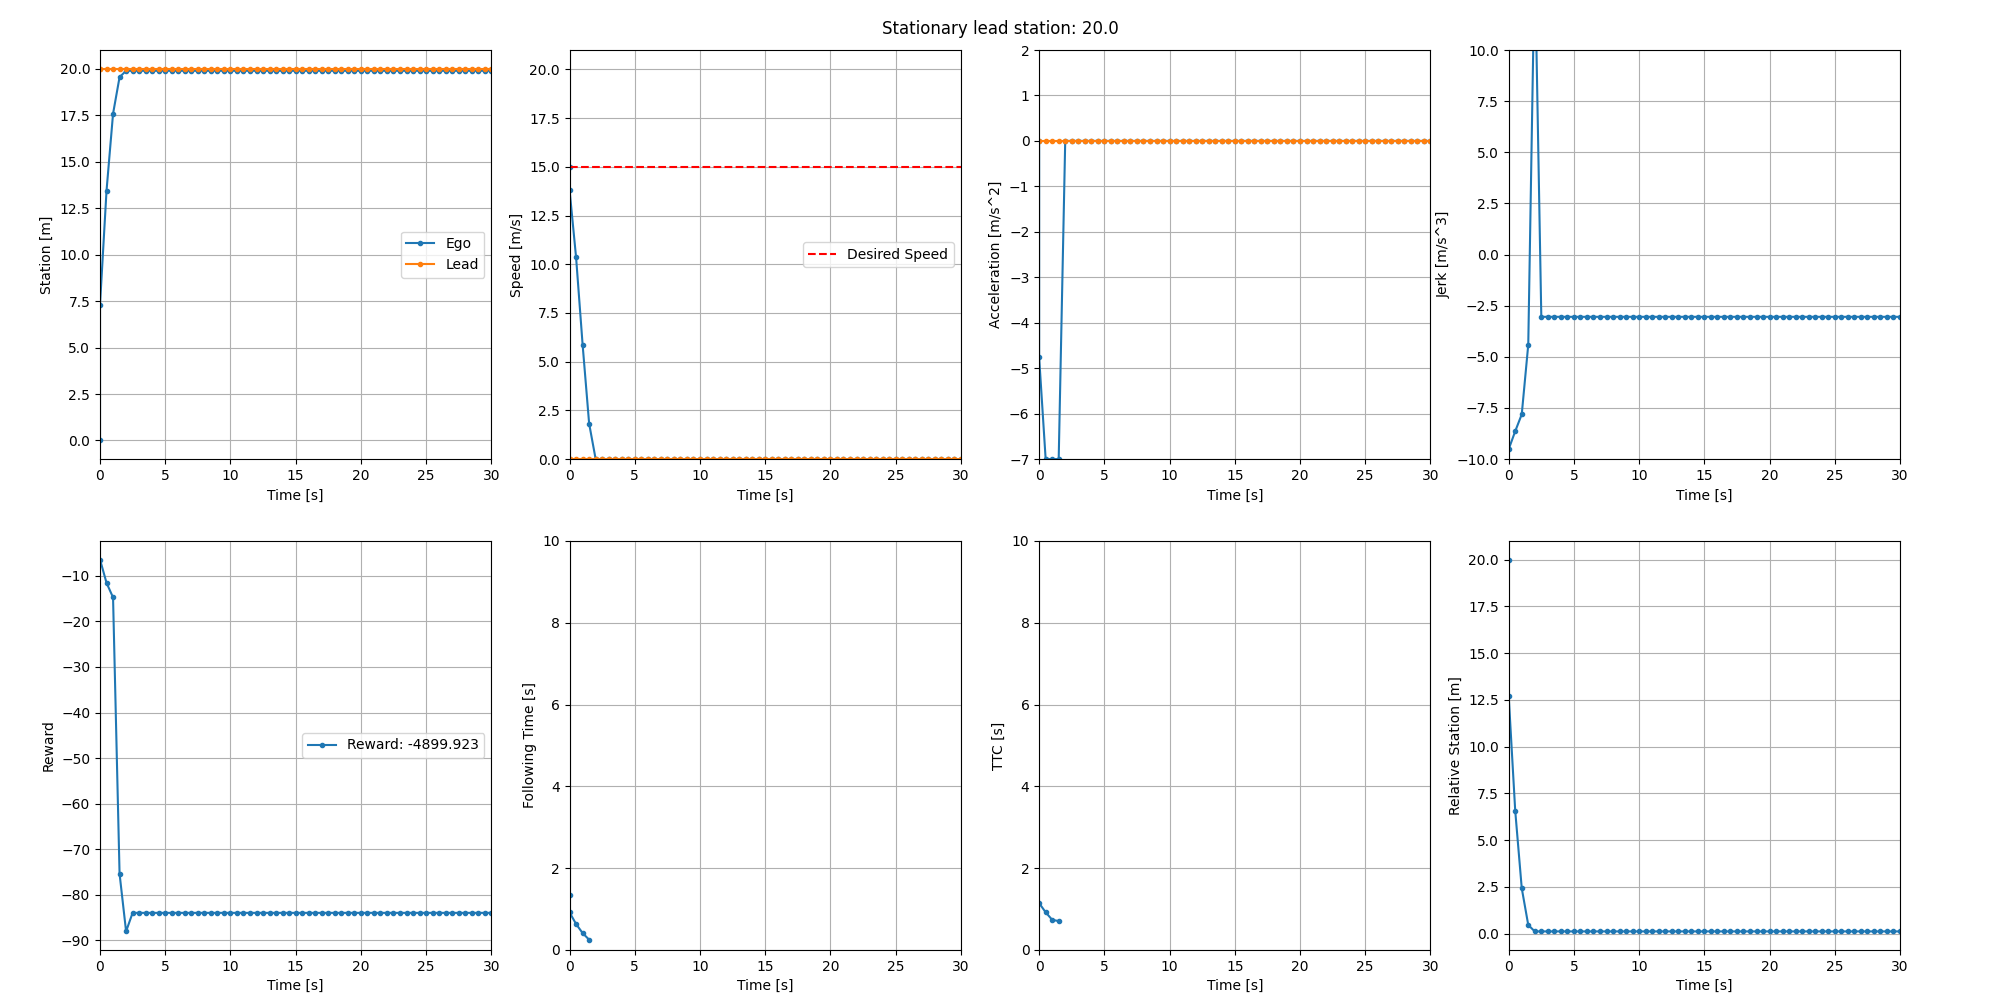 Stationary lead station: 20.0
20.0
17.5
15.0
12.5
10.0
7.5
5.0
2.5
0.0
Station [m]
Ego
Lead
0 5 10 15 20 25 30
Time [s]
20.0
17.5
15.0
12.5
10.0
7.5
5.0
2.5
0.0
Speed [m/s]
Desired Speed
0 5 10 15 20 25 30
Time [s]
2
1
0
−1
−2
−3
−4
−5
−6
−7
Acceleration [m/s^2]
0 5 10 15 20 25 30
Time [s]
10.0
7.5
5.0
2.5
0.0
−2.5
−5.0
−7.5
−10.0
Jerk [m/s^3]
0 5 10 15 20 25 30
Time [s]
−10
−20
−30
−40
−50
−60
−70
−80
−90
Reward
Reward: -4899.923
0 5 10 15 20 25 30
Time [s]
10
8
6
4
2
0
Following Time [s]
0 5 10 15 20 25 30
Time [s]
10
8
6
4
2
0
TTC [s]
0 5 10 15 20 25 30
Time [s]
20.0
17.5
15.0
12.5
10.0
7.5
5.0
2.5
0.0
Relative Station [m]
0 5 10 15 20 25 30
Time [s]